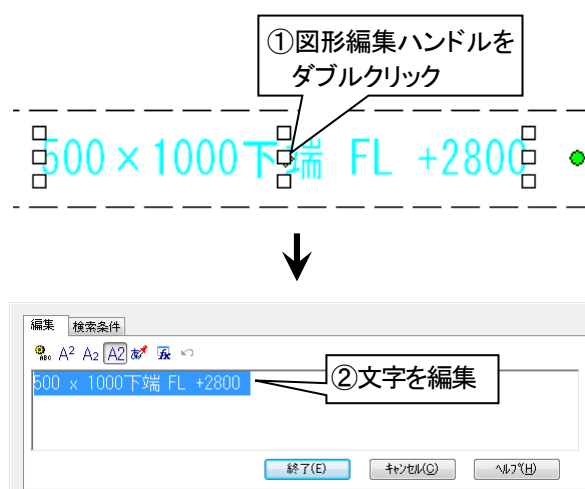 ①図形編集ハンドルを
ダブルクリック
500×1000下端 FL +2800
編集 検索条件
ABC A² A₂ A2 あ fx
500 x 1000下端 FL +2800
②文字を編集
終了(E) キャンセル(C) ヘルプ(H)